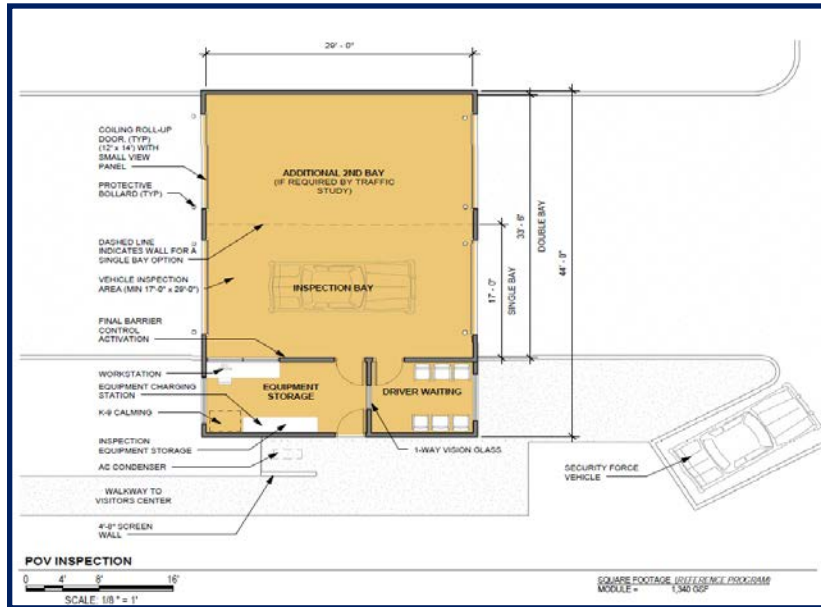 29' - 0"
COILING ROLL-UP
DOOR. (TYP)
(12' x 14') WITH
SMALL VIEW
PANEL
PROTECTIVE
BOLLARD (TYP)
ADDITIONAL 2ND BAY
(IF REQUIRED BY TRAFFIC
STUDY)
DASHED LINE
INDICATES WALL FOR A
SINGLE BAY OPTION
VEHICLE INSPECTION
AREA (MIN 17'-0" x 29'-0")
INSPECTION BAY
17' - 0"
SINGLE BAY
33' - 6"
DOUBLE BAY
44' - 0"
FINAL BARRIER
CONTROL
ACTIVATION
WORKSTATION
EQUIPMENT CHARGING
STATION
K-9 CALMING
EQUIPMENT
STORAGE
DRIVER WAITING
INSPECTION
EQUIPMENT STORAGE
AC CONDENSER
1-WAY VISION GLASS
SECURITY FORCE
VEHICLE
WALKWAY TO
VISITORS CENTER
4'-0" SCREEN
WALL
POV INSPECTION
0 4' 8' 16'
SCALE: 1/8" = 1'
SQUARE FOOTAGE (REFERENCE PROGRAM)
MODULE = 1,340 GSF